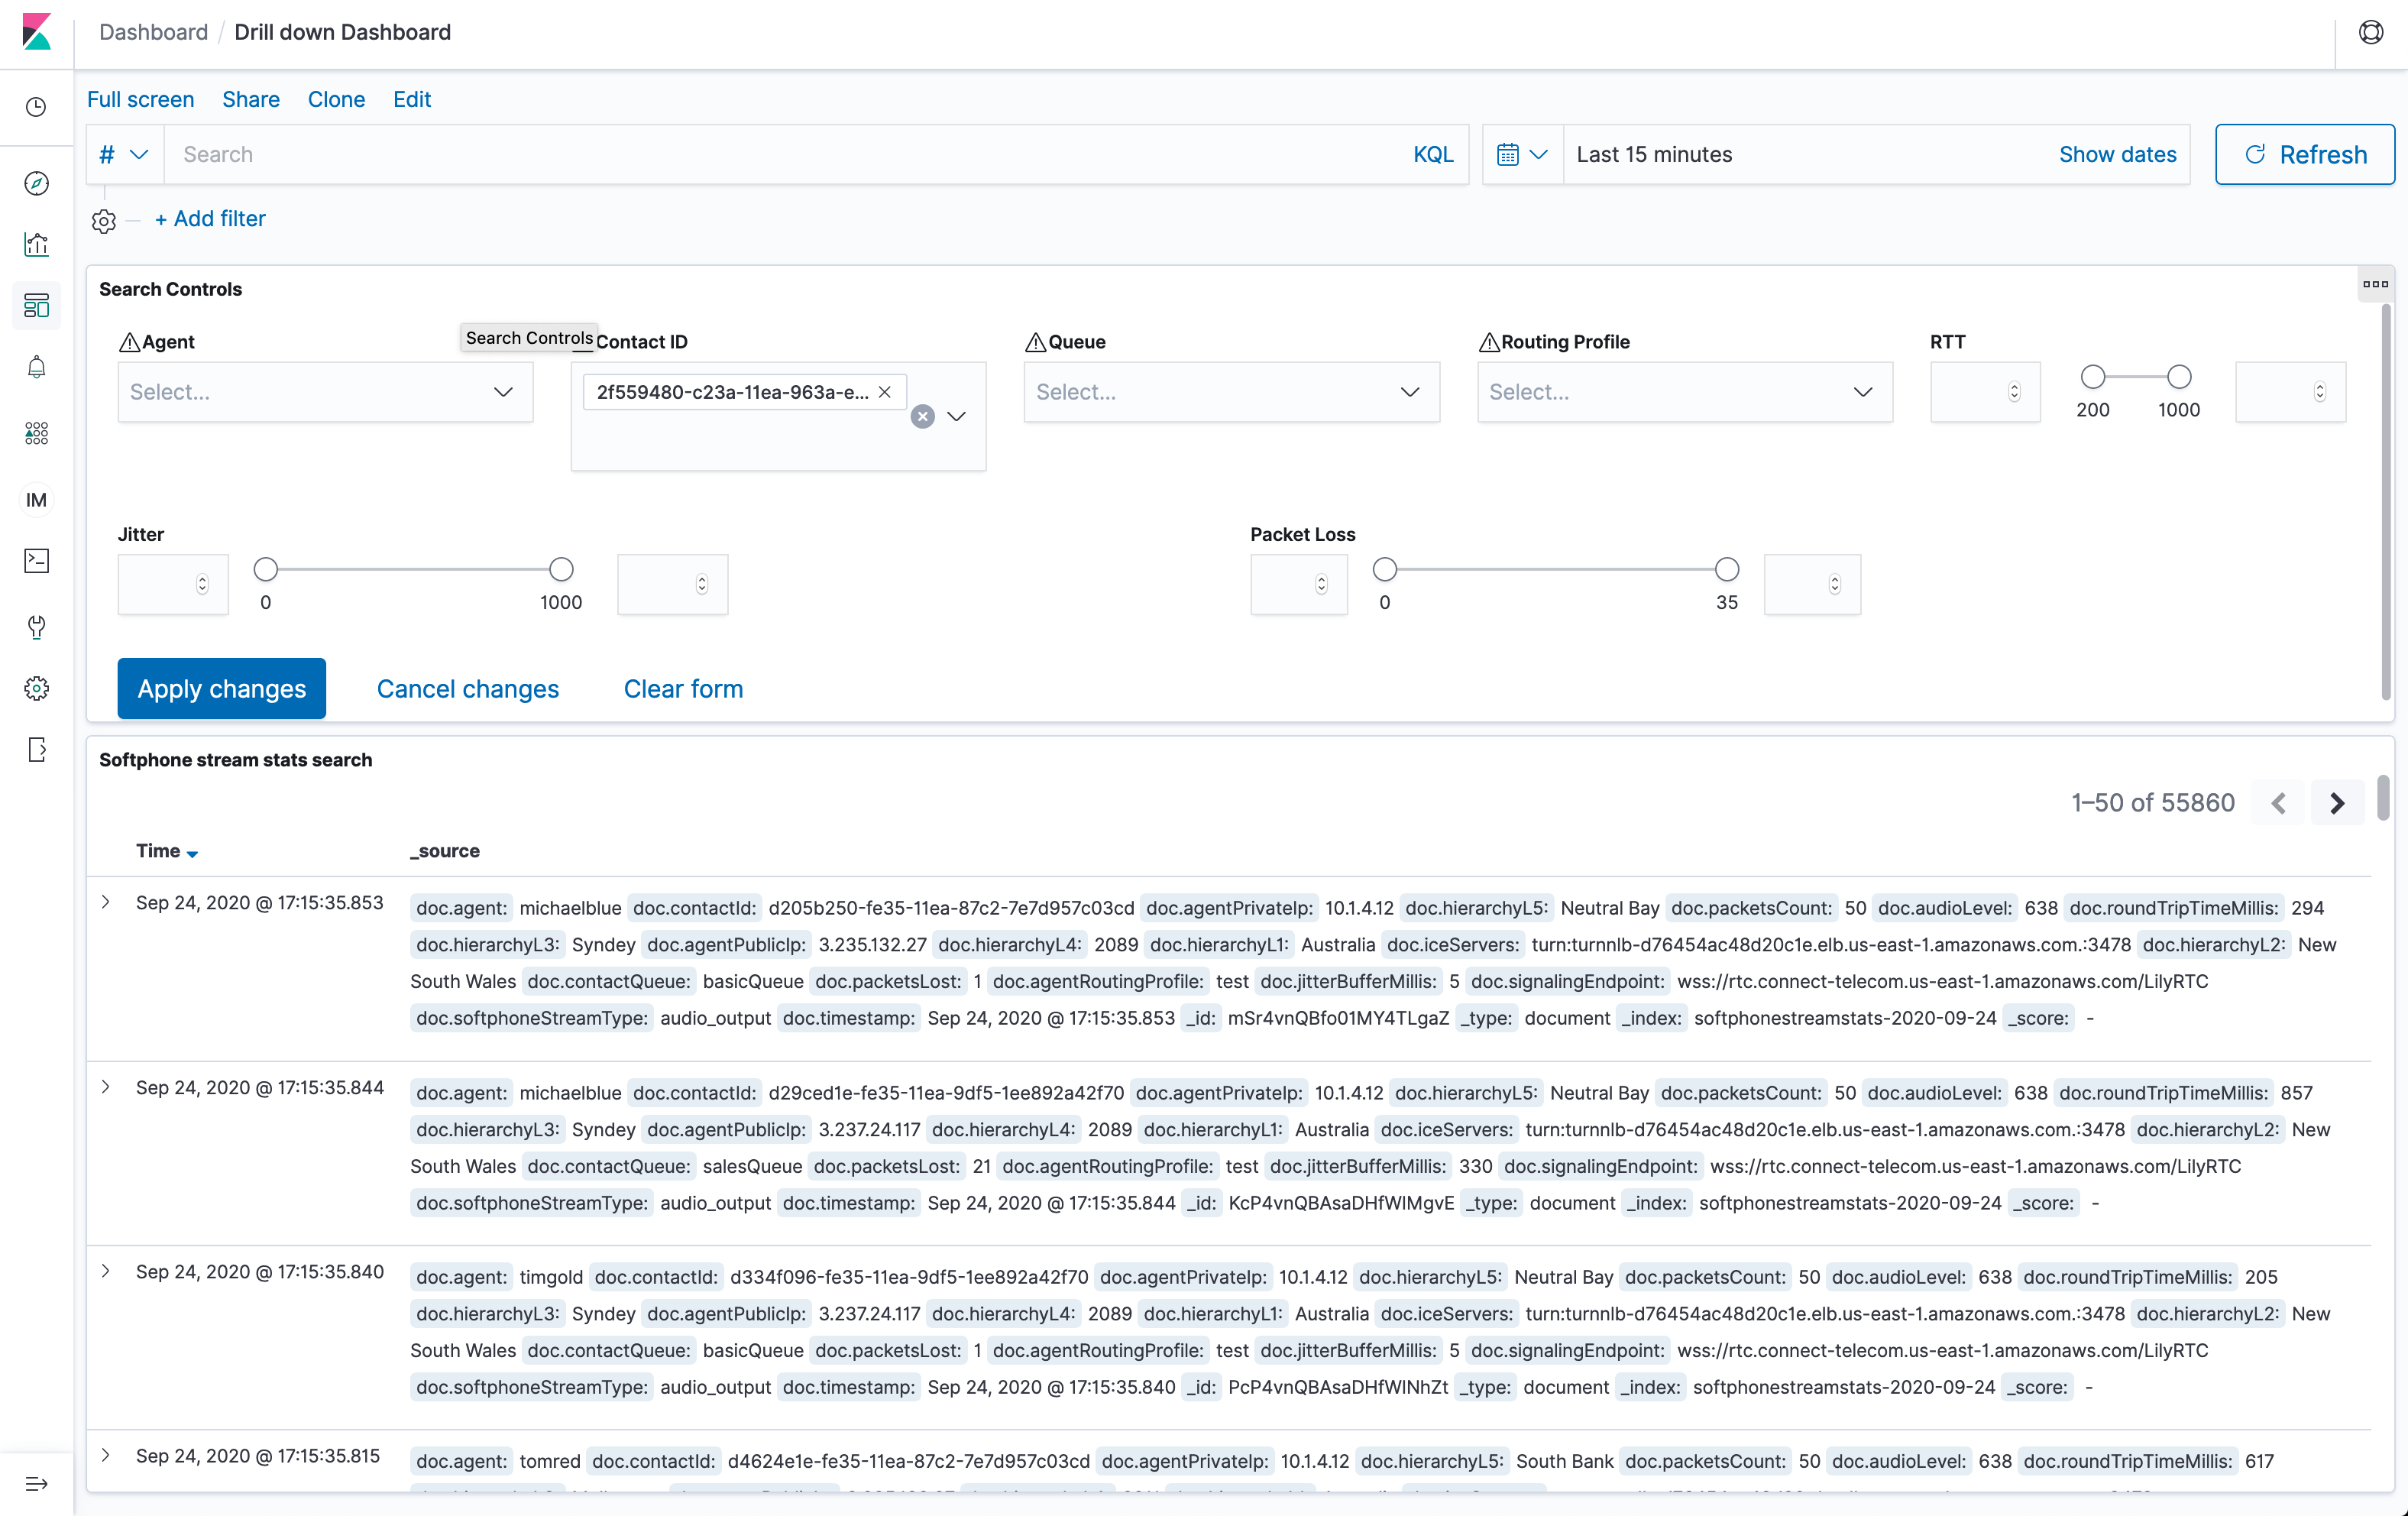 Dashboard / Drill down Dashboard
Full screen Share Clone Edit
# Search KQL Last 15 minutes Show dates Refresh
+ Add filter
Search Controls
Agent Search Controls Contact ID Queue Routing Profile RTT
Select... 2f559480-c23a-11ea-963a-e... Select... Select... 200 1000
IM
Jitter Packet Loss
0 1000 0 35
Apply changes Cancel changes Clear form
Softphone stream stats search
1–50 of 55860
Time _source
Sep 24, 2020 @ 17:15:35.853 doc.agent: michaelblue doc.contactId: d205b250-fe35-11ea-87c2-7e7d957c03cd doc.agentPrivateIp: 10.1.4.12 doc.hierarchyL5: Neutral Bay doc.packetsCount: 50 doc.audioLevel: 638 doc.roundTripTimeMillis: 294
doc.hierarchyL3: Syndey doc.agentPublicIp: 3.235.132.27 doc.hierarchyL4: 2089 doc.hierarchyL1: Australia doc.iceServers: turn:turnnlb-d76454ac48d20c1e.elb.us-east-1.amazonaws.com.:3478 doc.hierarchyL2: New
South Wales doc.contactQueue: basicQueue doc.packetsLost: 1 doc.agentRoutingProfile: test doc.jitterBufferMillis: 5 doc.signalingEndpoint: wss://rtc.connect-telecom.us-east-1.amazonaws.com/LilyRTC
doc.softphoneStreamType: audio_output doc.timestamp: Sep 24, 2020 @ 17:15:35.853 _id: mSr4vnQBfo01MY4TLgaZ _type: document _index: softphonestreamstats-2020-09-24 _score: -
Sep 24, 2020 @ 17:15:35.844 doc.agent: michaelblue doc.contactId: d29ced1e-fe35-11ea-9df5-1ee892a42f70 doc.agentPrivateIp: 10.1.4.12 doc.hierarchyL5: Neutral Bay doc.packetsCount: 50 doc.audioLevel: 638 doc.roundTripTimeMillis: 857
doc.hierarchyL3: Syndey doc.agentPublicIp: 3.237.24.117 doc.hierarchyL4: 2089 doc.hierarchyL1: Australia doc.iceServers: turn:turnnlb-d76454ac48d20c1e.elb.us-east-1.amazonaws.com.:3478 doc.hierarchyL2: New
South Wales doc.contactQueue: salesQueue doc.packetsLost: 21 doc.agentRoutingProfile: test doc.jitterBufferMillis: 330 doc.signalingEndpoint: wss://rtc.connect-telecom.us-east-1.amazonaws.com/LilyRTC
doc.softphoneStreamType: audio_output doc.timestamp: Sep 24, 2020 @ 17:15:35.844 _id: KcP4vnQBAsaDHfWlMgvE _type: document _index: softphonestreamstats-2020-09-24 _score: -
Sep 24, 2020 @ 17:15:35.840 doc.agent: timgold doc.contactId: d334f096-fe35-11ea-9df5-1ee892a42f70 doc.agentPrivateIp: 10.1.4.12 doc.hierarchyL5: Neutral Bay doc.packetsCount: 50 doc.audioLevel: 638 doc.roundTripTimeMillis: 205
doc.hierarchyL3: Syndey doc.agentPublicIp: 3.237.24.117 doc.hierarchyL4: 2089 doc.hierarchyL1: Australia doc.iceServers: turn:turnnlb-d76454ac48d20c1e.elb.us-east-1.amazonaws.com.:3478 doc.hierarchyL2: New
South Wales doc.contactQueue: basicQueue doc.packetsLost: 1 doc.agentRoutingProfile: test doc.jitterBufferMillis: 5 doc.signalingEndpoint: wss://rtc.connect-telecom.us-east-1.amazonaws.com/LilyRTC
doc.softphoneStreamType: audio_output doc.timestamp: Sep 24, 2020 @ 17:15:35.840 _id: PcP4vnQBAsaDHfWlNhZt _type: document _index: softphonestreamstats-2020-09-24 _score: -
Sep 24, 2020 @ 17:15:35.815 doc.agent: tomred doc.contactId: d4624e1e-fe35-11ea-87c2-7e7d957c03cd doc.agentPrivateIp: 10.1.4.12 doc.hierarchyL5: South Bank doc.packetsCount: 50 doc.audioLevel: 638 doc.roundTripTimeMillis: 617